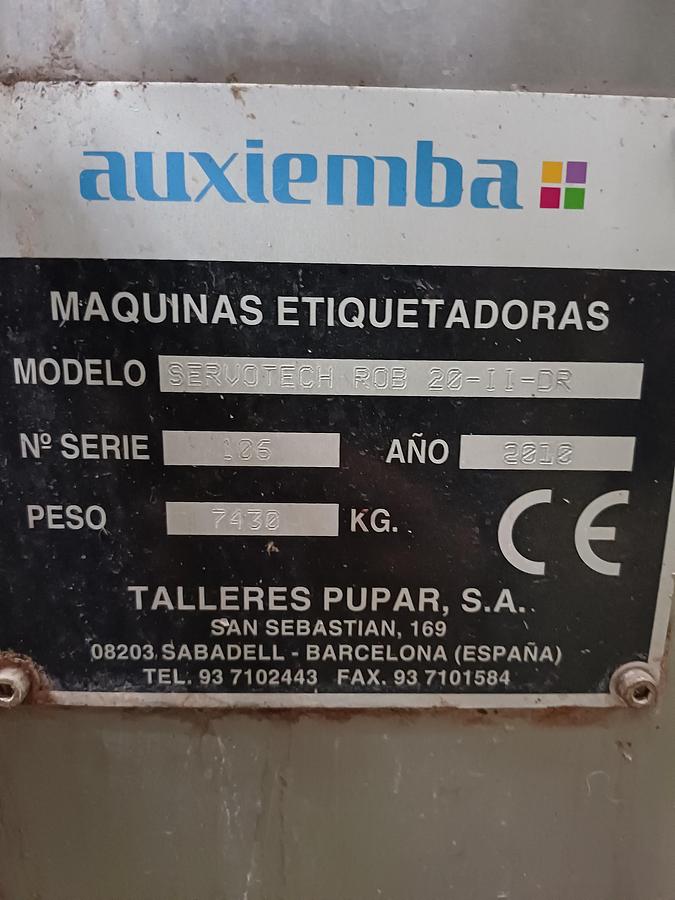 auxiemba
MAQUINAS ETIQUETADORAS
MODELO SERVOTECH ROB 20-II-DR
Nº SERIE 106 AÑO 2010
PESO 7430 KG. CE
TALLERES PUPAR, S.A.
SAN SEBASTIAN, 169
08203 SABADELL - BARCELONA (ESPAÑA)
TEL. 93 7102443 FAX. 93 7101584